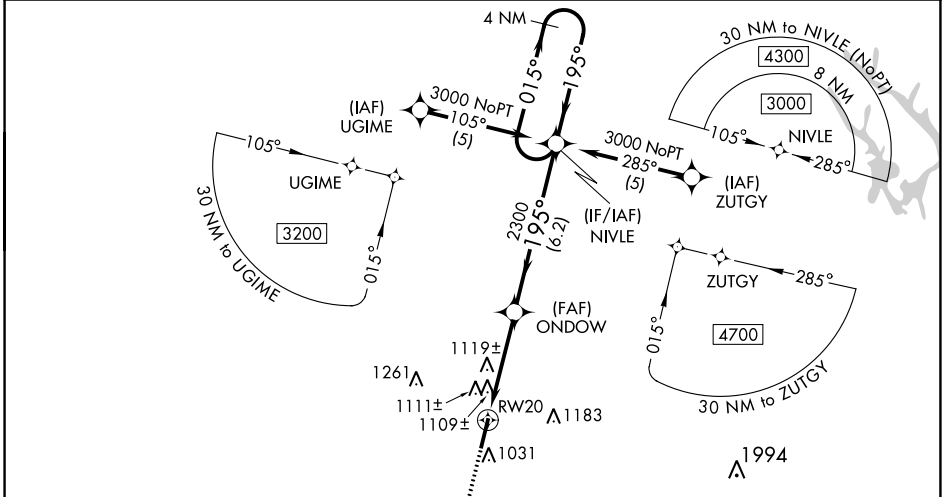 4 NM
015°
195°
30 NM to NIVLE (NoPT)
4300
8 NM
3000
105°
NIVLE
285°
(IAF)
UGIME
3000 NoPT
105°
(5)
3000 NoPT
285°
(5)
(IAF)
ZUTGY
(IF/IAF)
NIVLE
105°
UGIME
3200
015°
30 NM to UGIME
2300
195°
(6.2)
ZUTGY
285°
4700
015°
30 NM to ZUTGY
(FAF)
ONDOW
1119±
1261
1111±
1109±
RW20
1183
1031
1994